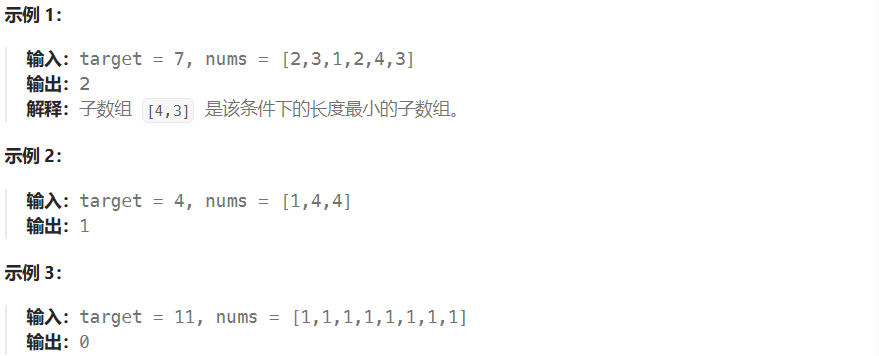 示例 1：
输入：target = 7, nums = [2,3,1,2,4,3]
输出：2
解释：子数组 [4,3] 是该条件下的长度最小的子数组。
示例 2：
输入：target = 4, nums = [1,4,4]
输出：1
示例 3：
输入：target = 11, nums = [1,1,1,1,1,1,1,1]
输出：0